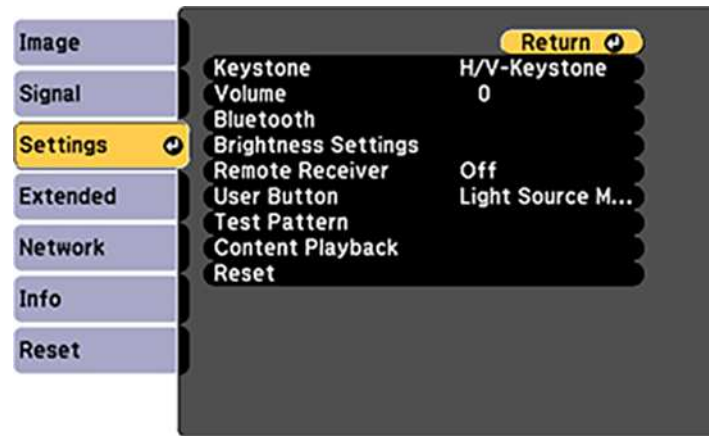 Image
Signal
Settings
Extended
Network
Info
Reset
Return
Keystone H/V-Keystone
Volume 0
Bluetooth
Brightness Settings
Remote Receiver Off
User Button Light Source M...
Test Pattern
Content Playback
Reset